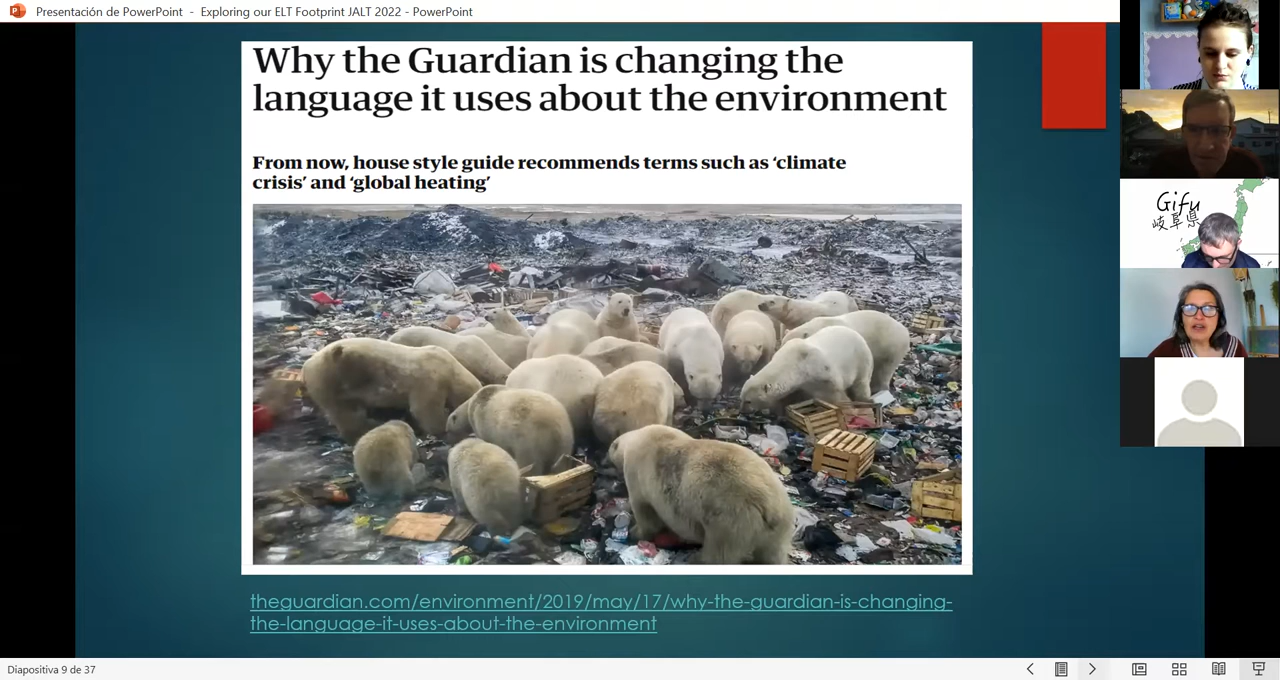 Presentación de PowerPoint - Exploring our ELT Footprint JALT 2022 - PowerPoint
Why the Guardian is changing the
language it uses about the environment
From now, house style guide recommends terms such as ‘climate
crisis’ and ‘global heating’
theguardian.com/environment/2019/may/17/why-the-guardian-is-changing-
the-language-it-uses-about-the-environment
Gifu
岐阜県
Diapositiva 9 de 37